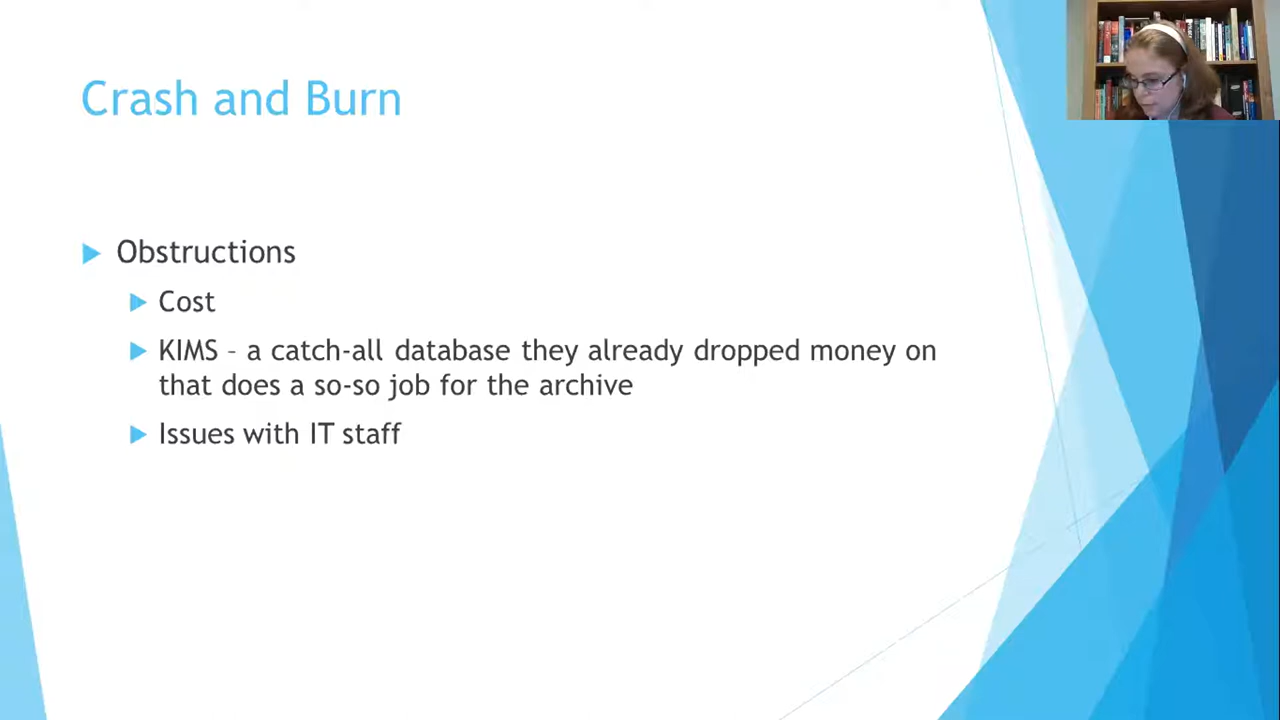 Crash and Burn
Obstructions
Cost
KIMS – a catch-all database they already dropped money on
that does a so-so job for the archive
Issues with IT staff